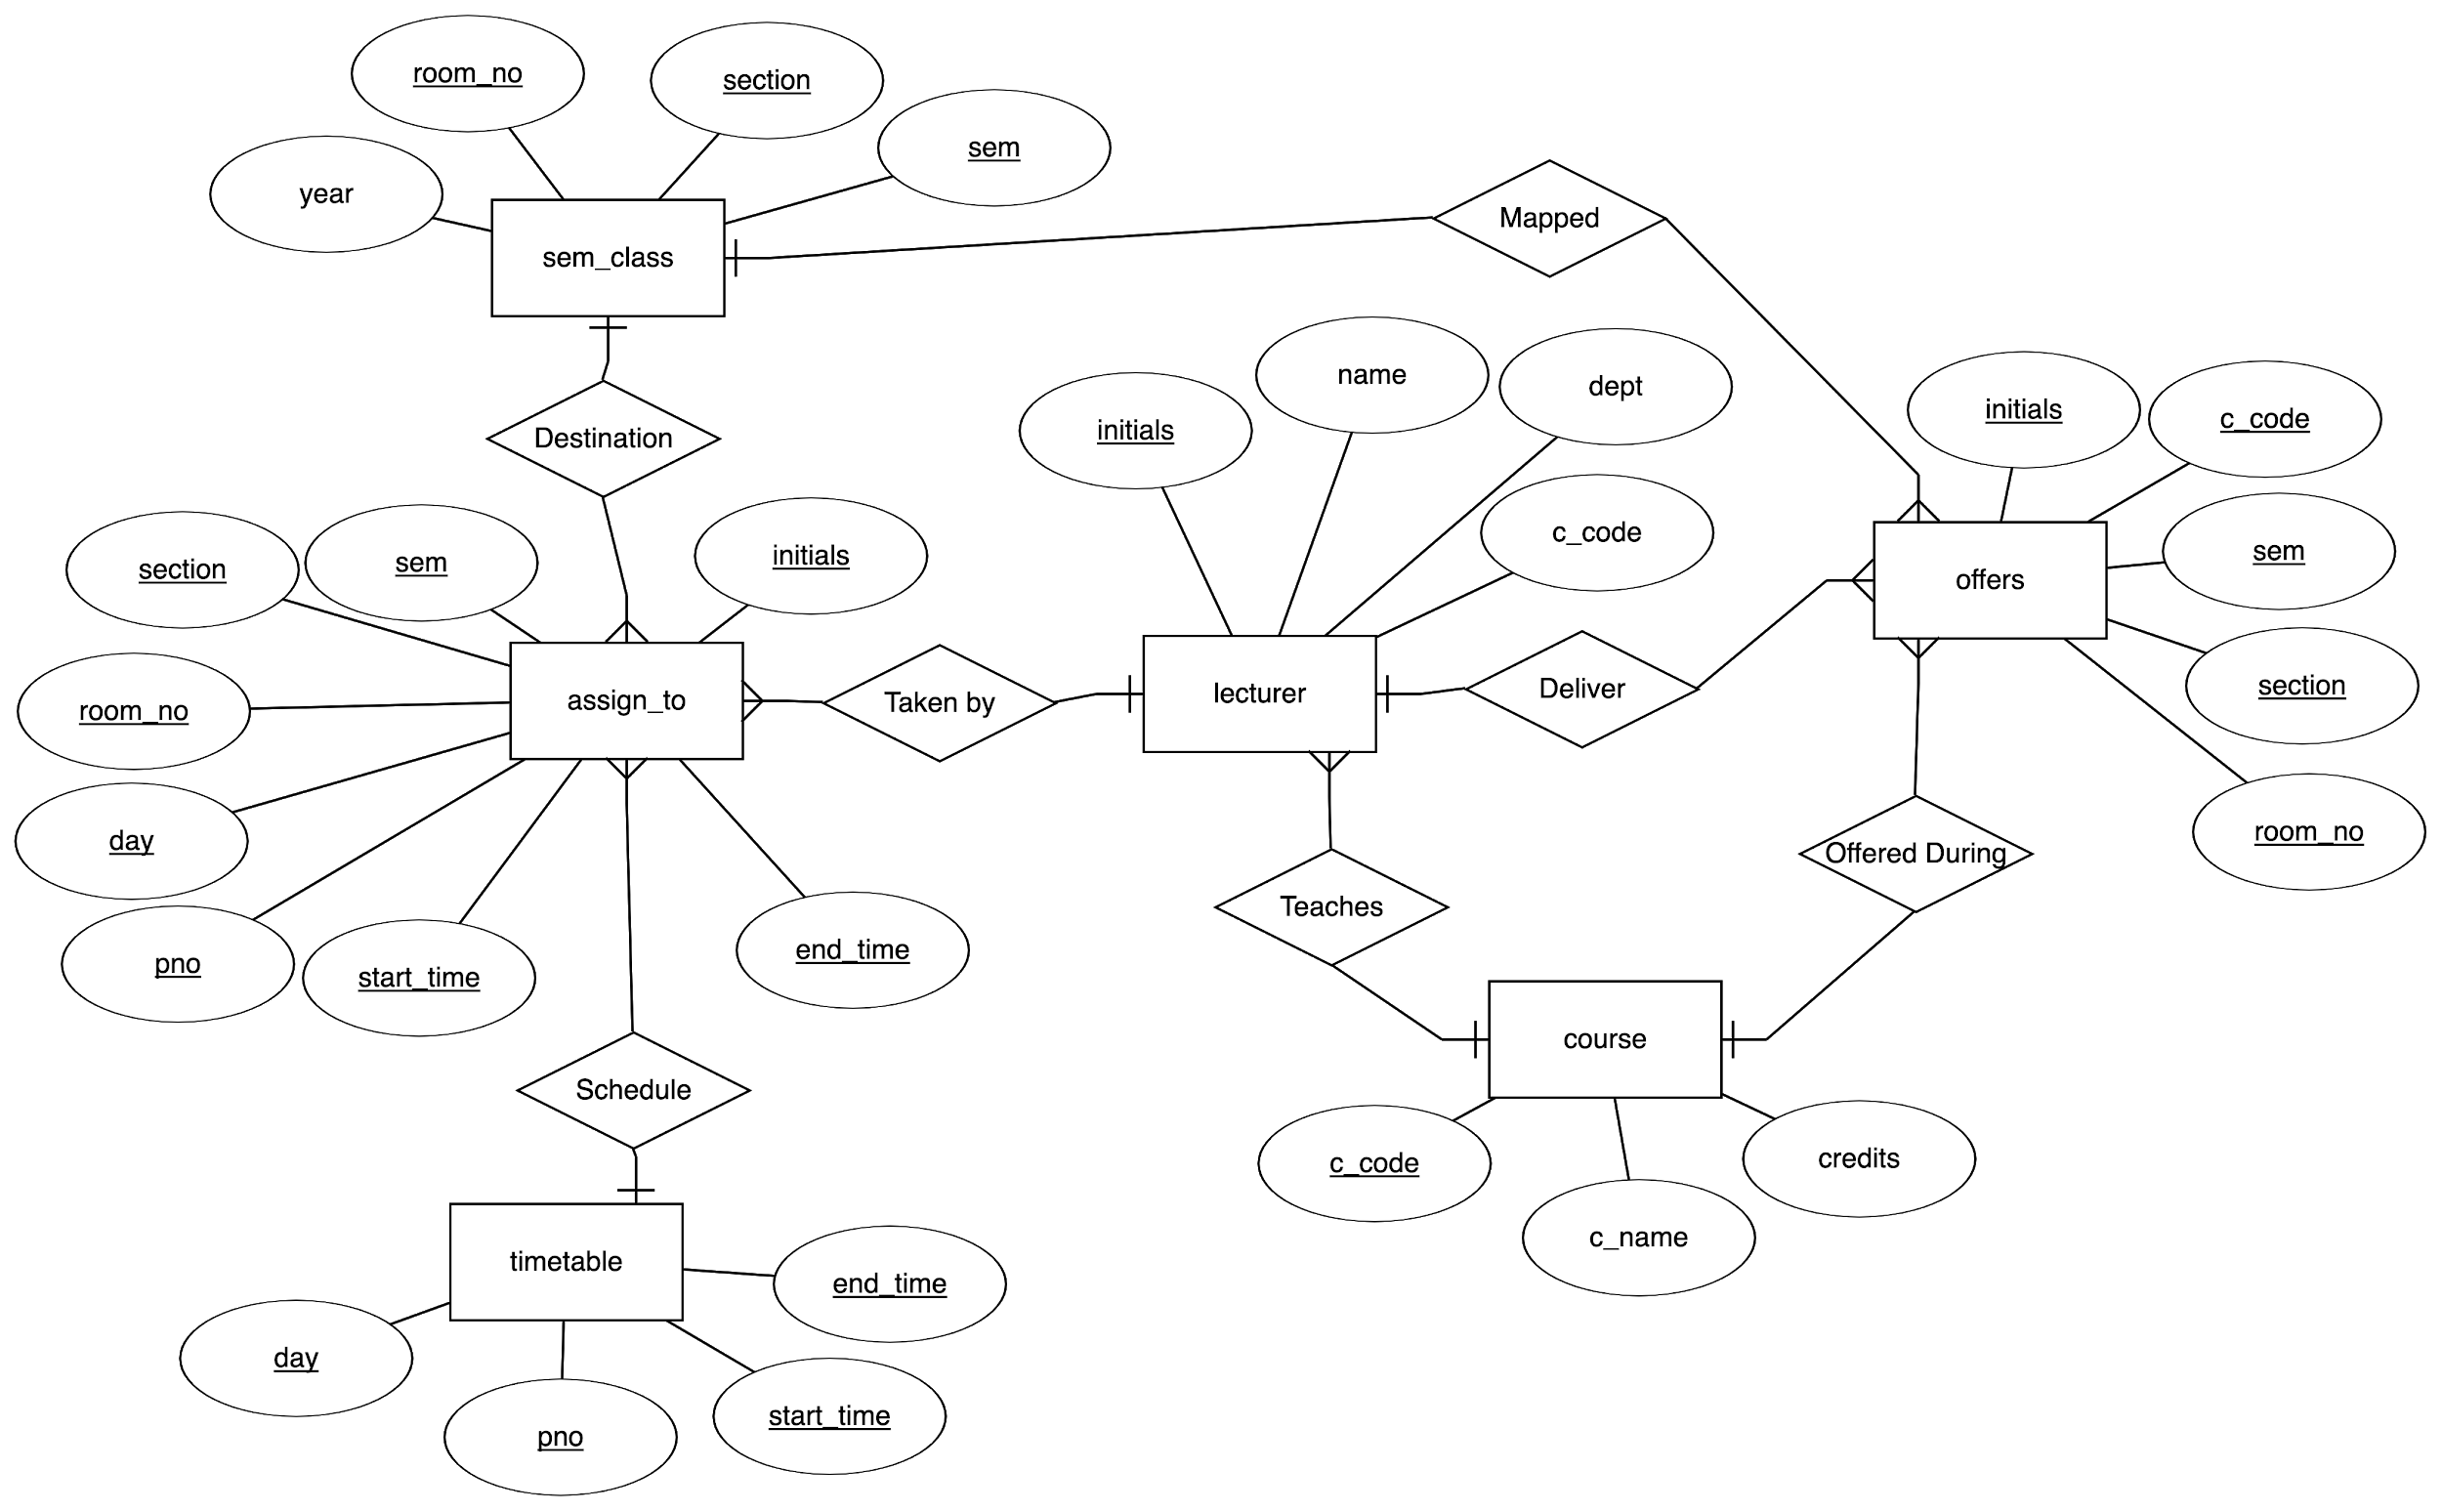 room_no
section
sem
year
sem_class
Mapped
name
dept
initials
c_code
initials
c_code
Destination
section
sem
initials
sem
offers
room_no
assign_to
Taken by
lecturer
Deliver
section
day
room_no
Offered During
pno
start_time
end_time
Teaches
course
Schedule
c_code
credits
c_name
timetable
end_time
day
start_time
pno